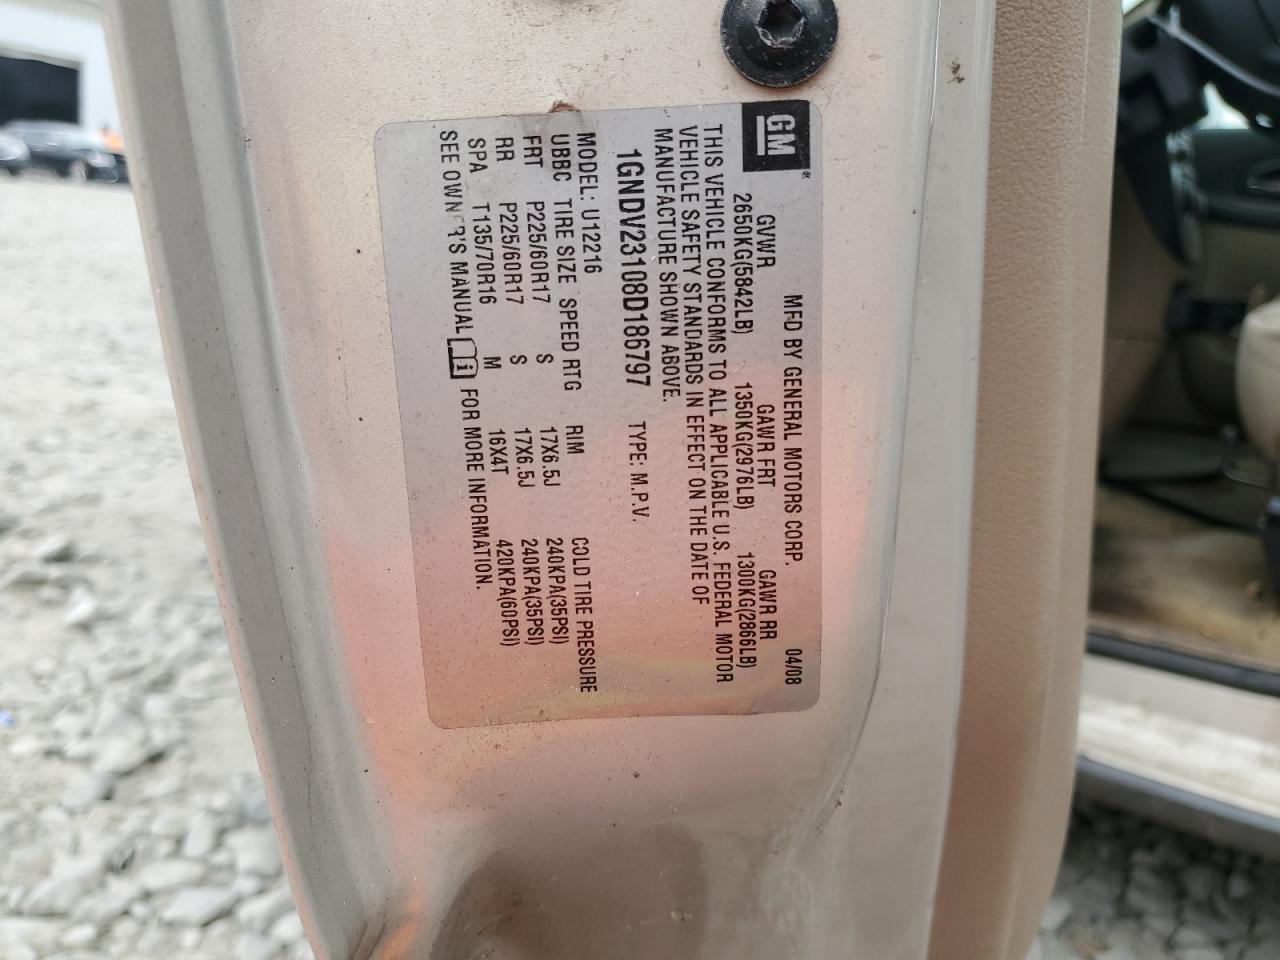 GM®
MFD BY GENERAL MOTORS CORP. 04/08
GVWR GAWR FRT GAWR RR
2650KG(5842LB) 1350KG(2976LB) 1300KG(2866LB)
THIS VEHICLE CONFORMS TO ALL APPLICABLE U.S. FEDERAL MOTOR
VEHICLE SAFETY STANDARDS IN EFFECT ON THE DATE OF
MANUFACTURE SHOWN ABOVE.
1GNDV23108D186797 TYPE: M.P.V.
MODEL: U12216
UBBC TIRE SIZE SPEED RTG RIM COLD TIRE PRESSURE
FRT P225/60R17 S 17X6.5J 240KPA(35PSI)
RR P225/60R17 S 17X6.5J 240KPA(35PSI)
SPA T135/70R16 M 16X4T 420KPA(60PSI)
SEE OWNER'S MANUAL i FOR MORE INFORMATION.